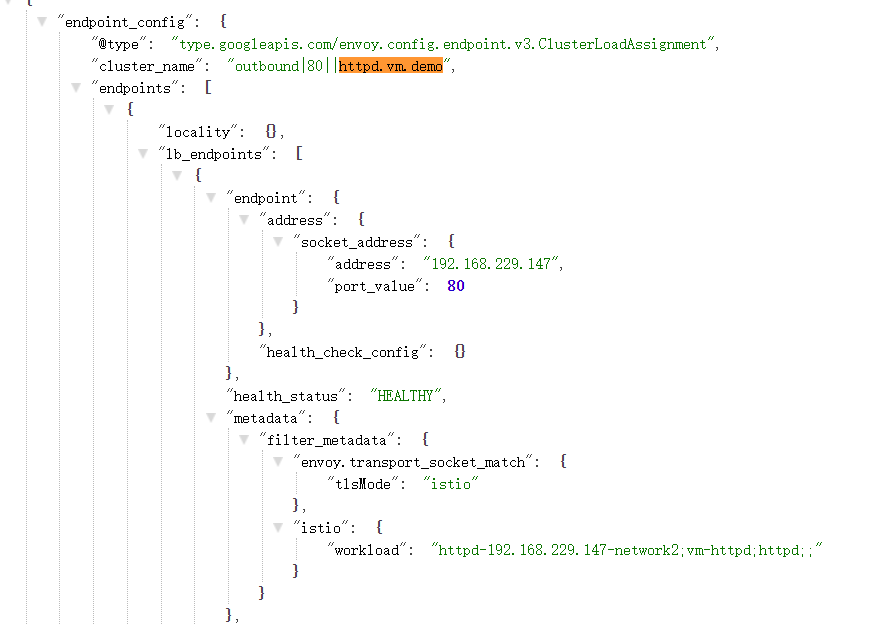 {
"endpoint_config": {
"@type": "type.googleapis.com/envoy.config.endpoint.v3.ClusterLoadAssignment",
"cluster_name": "outbound|80||httpd.vm.demo",
"endpoints": [
{
"locality": {},
"lb_endpoints": [
{
"endpoint": {
"address": {
"socket_address": {
"address": "192.168.229.147",
"port_value": 80
}
},
"health_check_config": {}
},
"health_status": "HEALTHY",
"metadata": {
"filter_metadata": {
"envoy.transport_socket_match": {
"tlsMode": "istio"
},
"istio": {
"workload": "httpd-192.168.229.147-network2;vm-httpd;httpd;;"
}
}
},